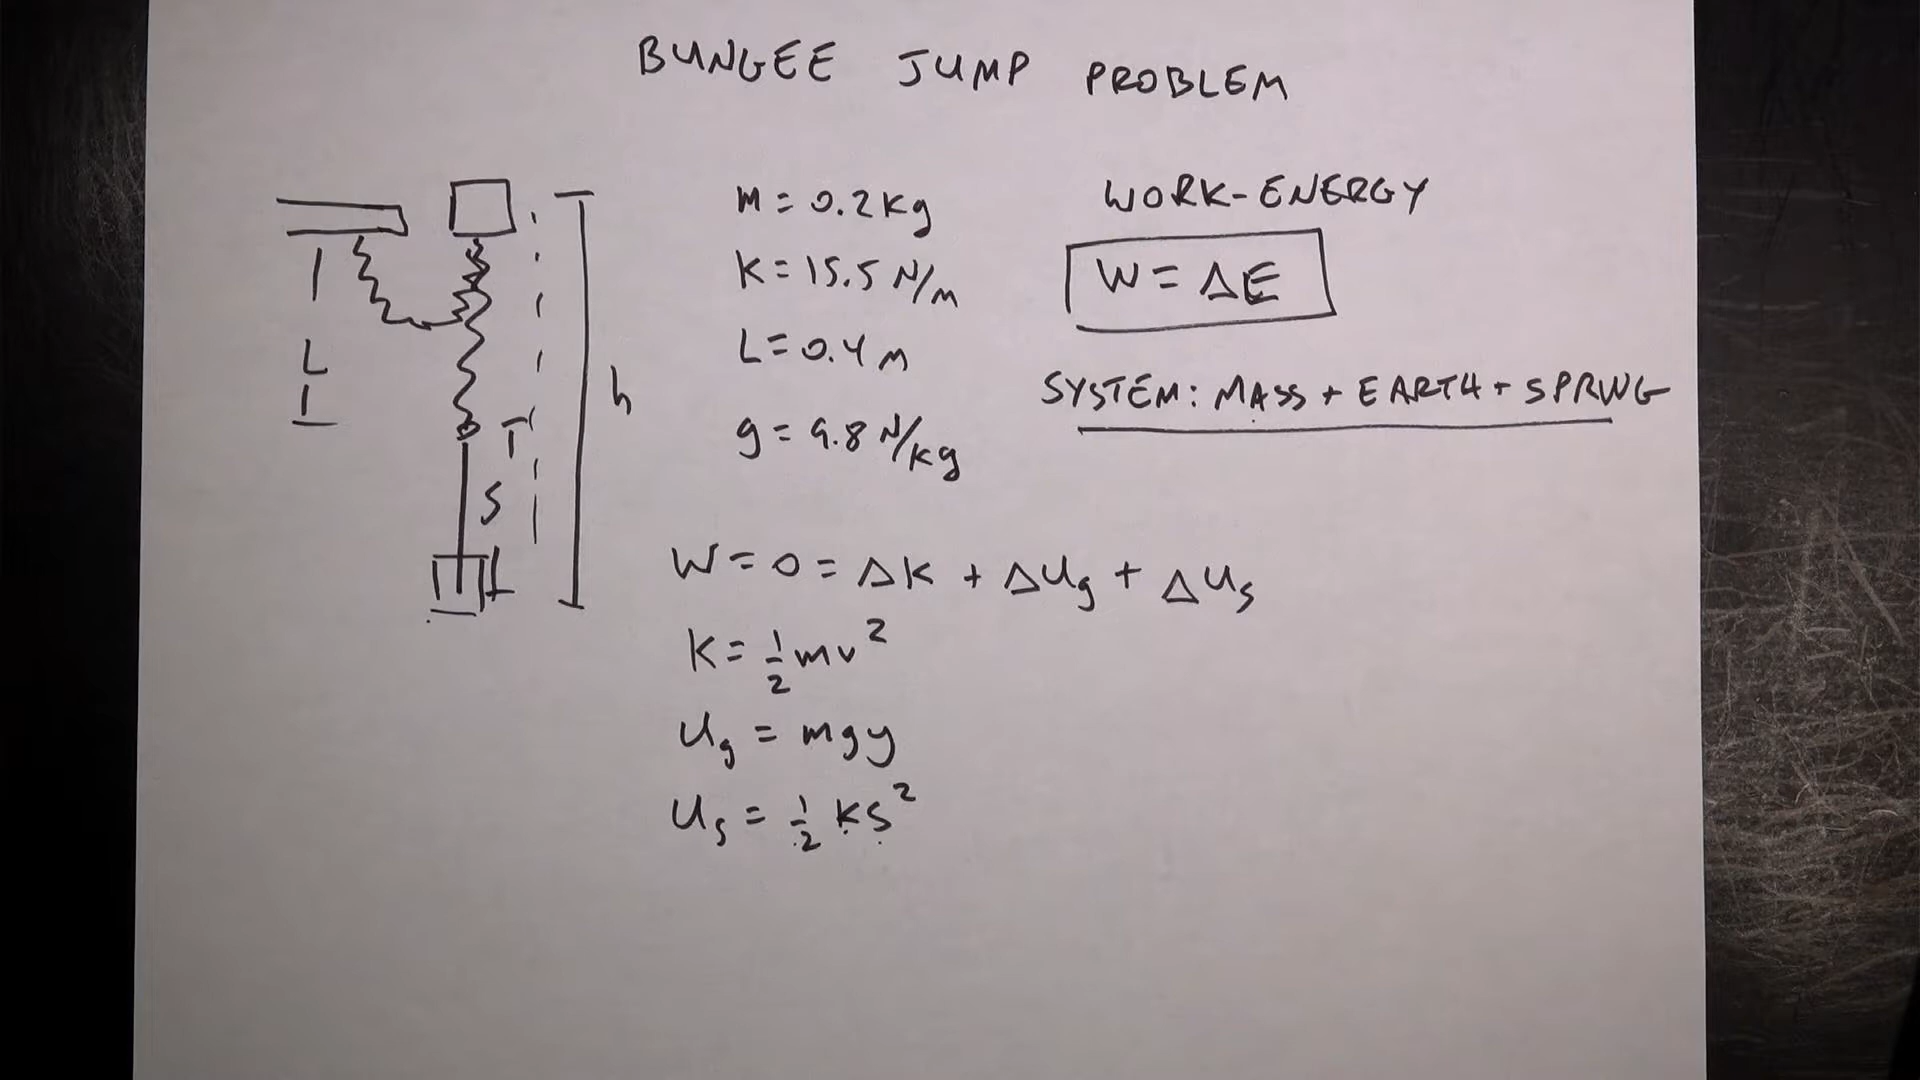 BUNGEE JUMP PROBLEM
m = 0.2 kg
K = 15.5 N/m
L = 0.4 m
g = 9.8 N/kg
WORK-ENERGY
W = ΔE
SYSTEM: MASS + EARTH + SPRING
L
S
h
W = 0 = ΔK + ΔUg + ΔUs
K = ½mv²
Ug = mgy
Us = ½ks²